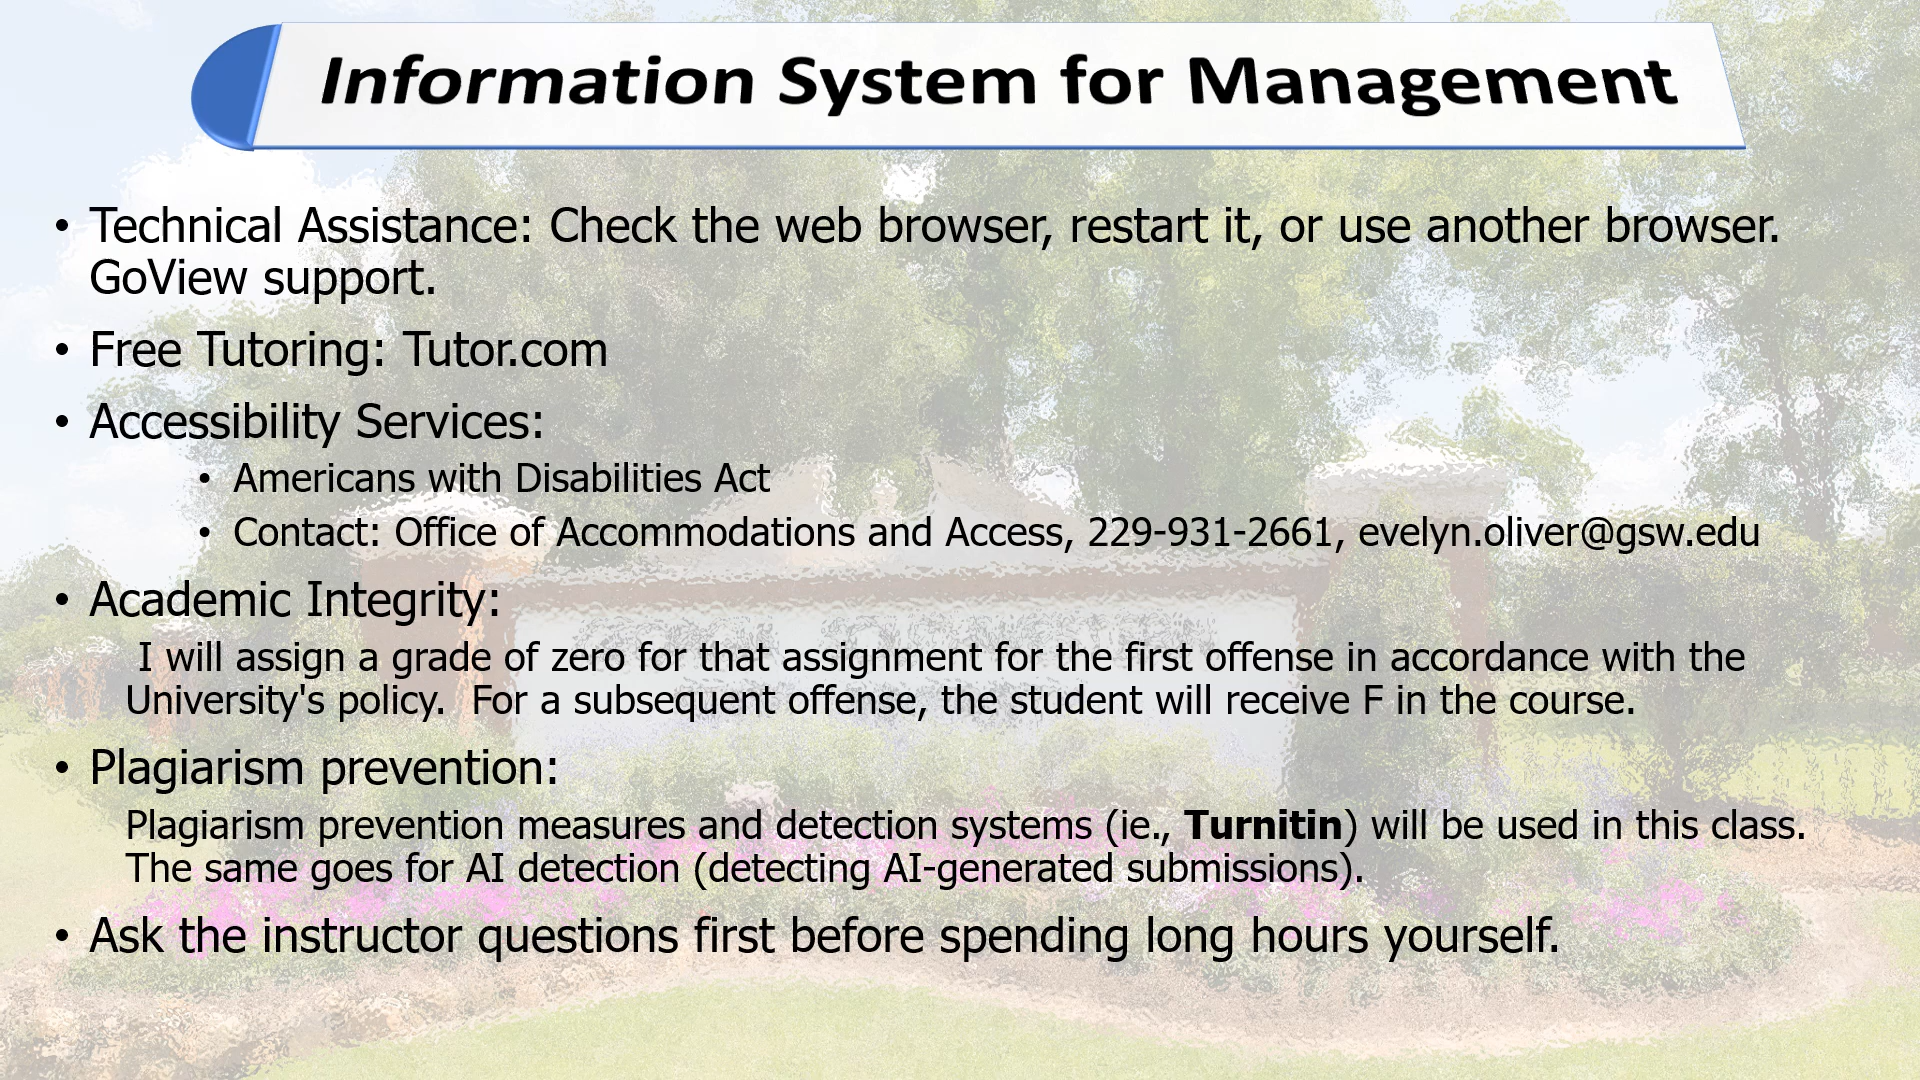 Information System for Management
• Technical Assistance: Check the web browser, restart it, or use another browser.
GoView support.
• Free Tutoring: Tutor.com
• Accessibility Services:
• Americans with Disabilities Act
• Contact: Office of Accommodations and Access, 229-931-2661, evelyn.oliver@gsw.edu
• Academic Integrity:
I will assign a grade of zero for that assignment for the first offense in accordance with the
University's policy.  For a subsequent offense, the student will receive F in the course.
• Plagiarism prevention:
Plagiarism prevention measures and detection systems (ie., Turnitin) will be used in this class.
The same goes for AI detection (detecting AI-generated submissions).
• Ask the instructor questions first before spending long hours yourself.